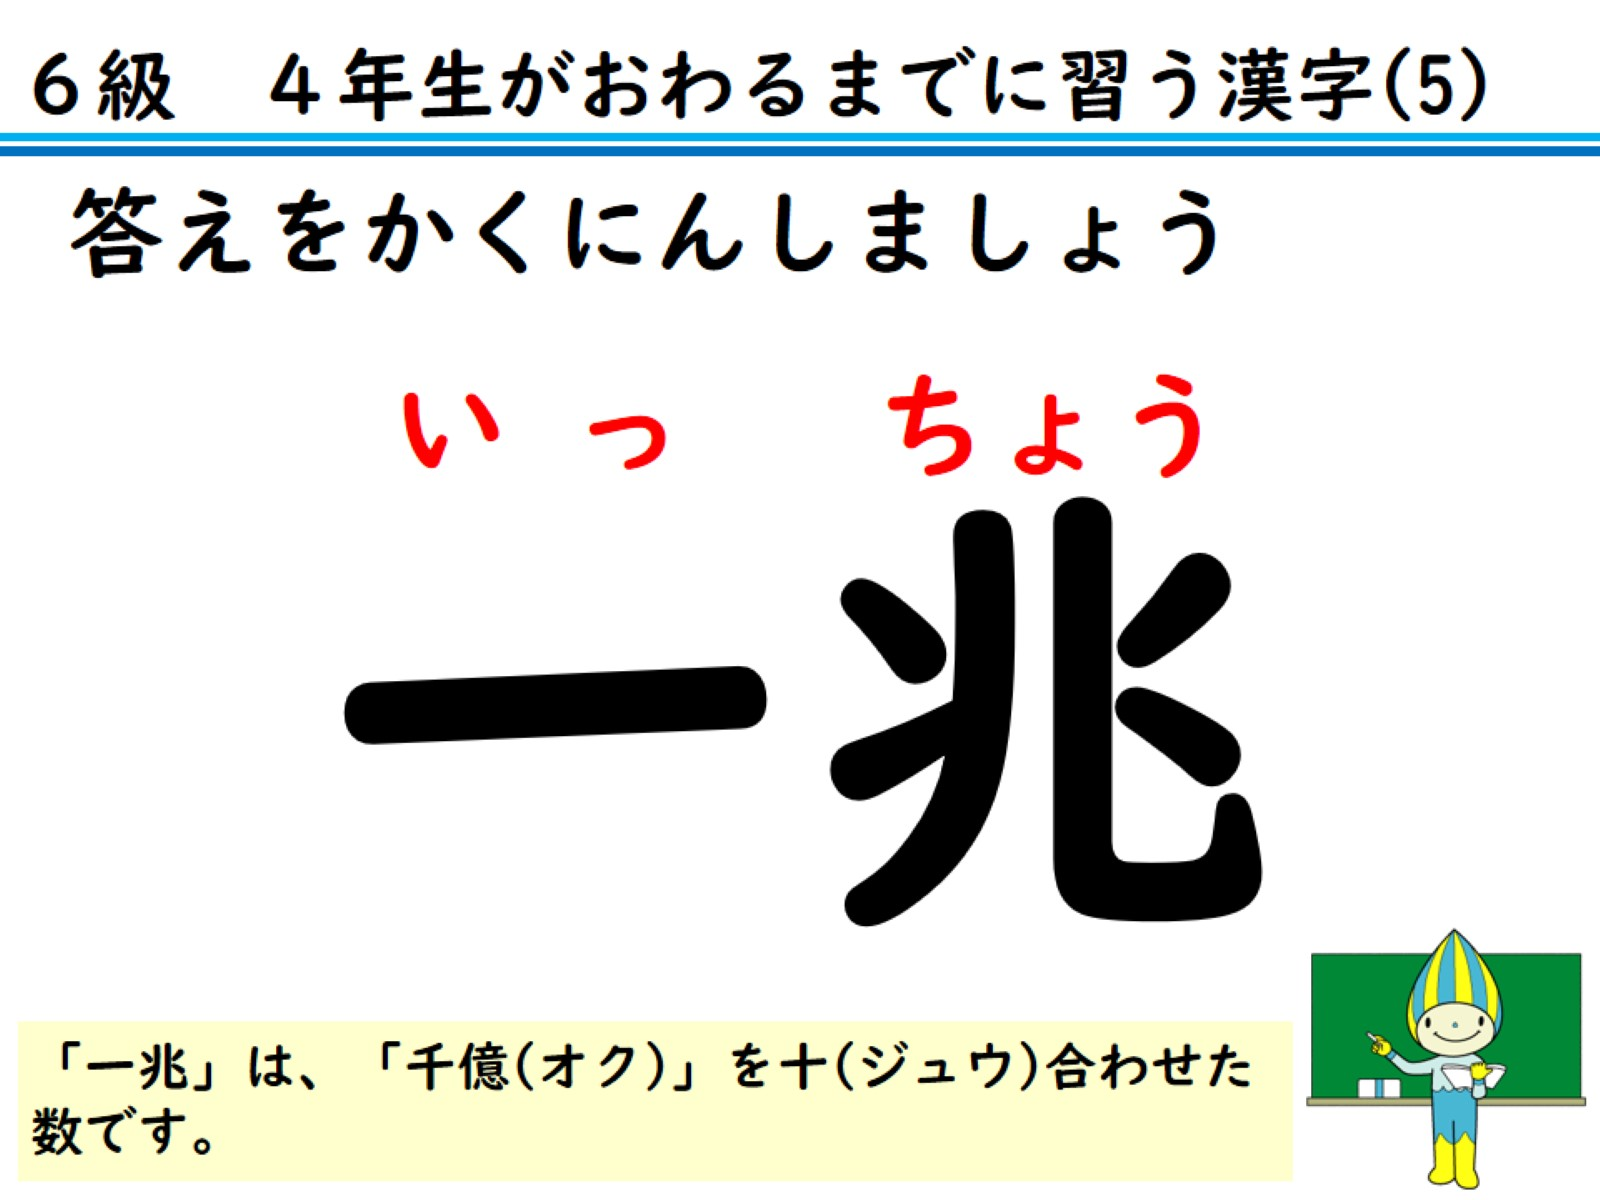 ６級　４年生がおわるまでに習う漢字(5)
答えをかくにんしましょう
いっ　ちょう
一兆
「一兆」は、「千億(オク)」を十(ジュウ)合わせた
数です。